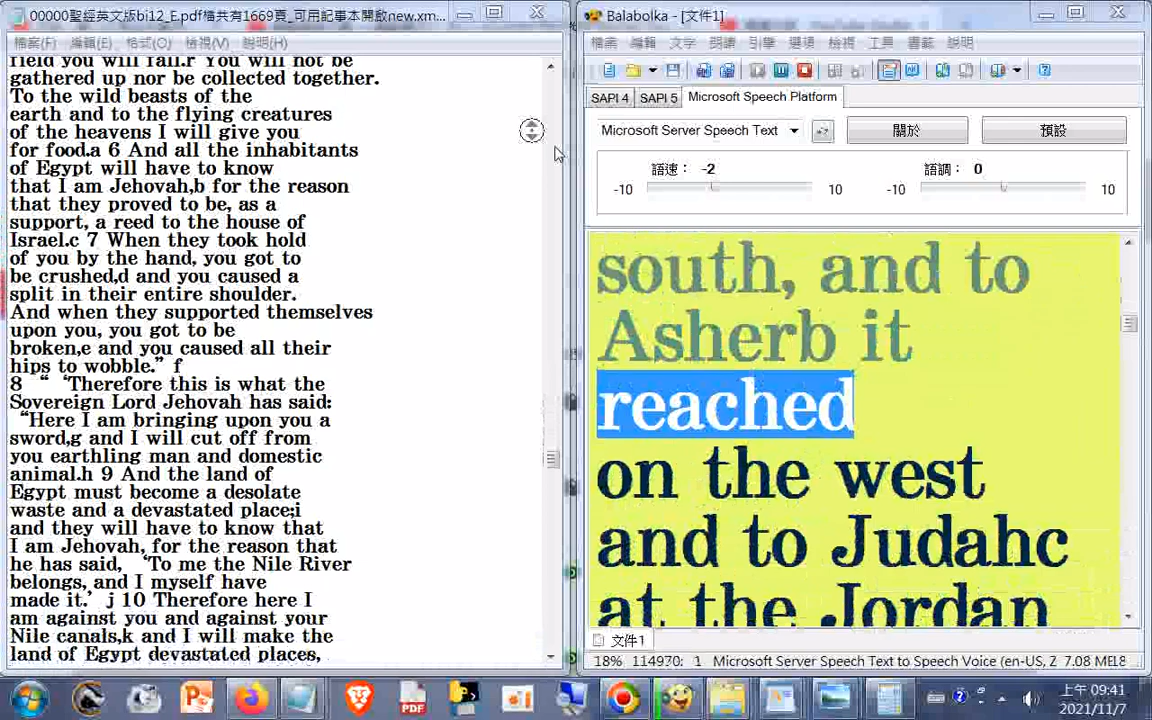 00000聖經英文版bi12_E.pdf檔共有1669頁_可用記事本開啟new.xm...
檔案(F) 編輯(E) 格式(O) 檢視(V) 說明(H)
field you will fall.r You will not be
gathered up nor be collected together.
To the wild beasts of the
earth and to the flying creatures
of the heavens I will give you
for food.a 6 And all the inhabitants
of Egypt will have to know
that I am Jehovah,b for the reason
that they proved to be, as a
support, a reed to the house of
Israel.c 7 When they took hold
of you by the hand, you got to
be crushed,d and you caused a
split in their entire shoulder.
And when they supported themselves
upon you, you got to be
broken,e and you caused all their
hips to wobble.” f
8 “ ‘Therefore this is what the
Sovereign Lord Jehovah has said:
“Here I am bringing upon you a
sword,g and I will cut off from
you earthling man and domestic
animal.h 9 And the land of
Egypt must become a desolate
waste and a devastated place;i
and they will have to know that
I am Jehovah, for the reason that
he has said, ‘To me the Nile River
belongs, and I myself have
made it.’ j 10 Therefore here I
am against you and against your
Nile canals,k and I will make the
land of Egypt devastated places,
Balabolka - [文件1]
檔案 編輯 文字 朗讀 引擎 選項 檢視 工具 書籤 說明
SAPI 4 SAPI 5 Microsoft Speech Platform
Microsoft Server Speech Text 關於 預設
語速： -2 語調： 0
-10 10 -10 10
south, and to
Asherb it
reached
on the west
and to Judahc
at the Jordan
文件1
18% 114970: 1 Microsoft Server Speech Text to Speech Voice (en-US, Z 7.08 МЕ18
PDF
上午 09:41
2021/11/7